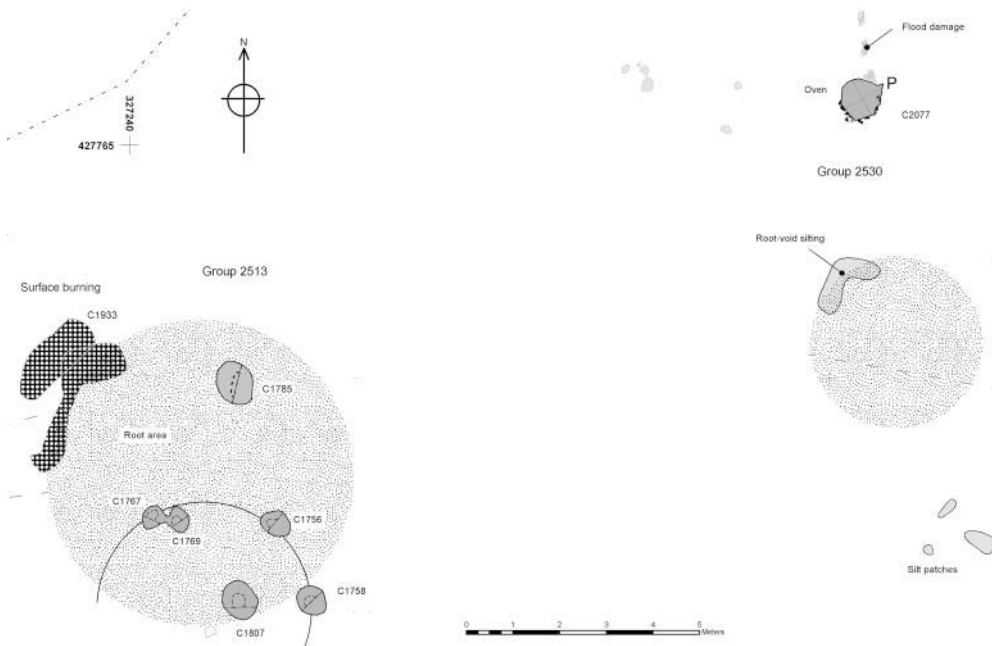 N
327240
427765
Flood damage
P
Oven
C2077
Group 2530
Root-void silting
Group 2513
Surface burning
C1933
C1785
Root area
C1767
C1769
C1756
C1758
C1807
Silt patches
0 1 2 3 4 5
Meters